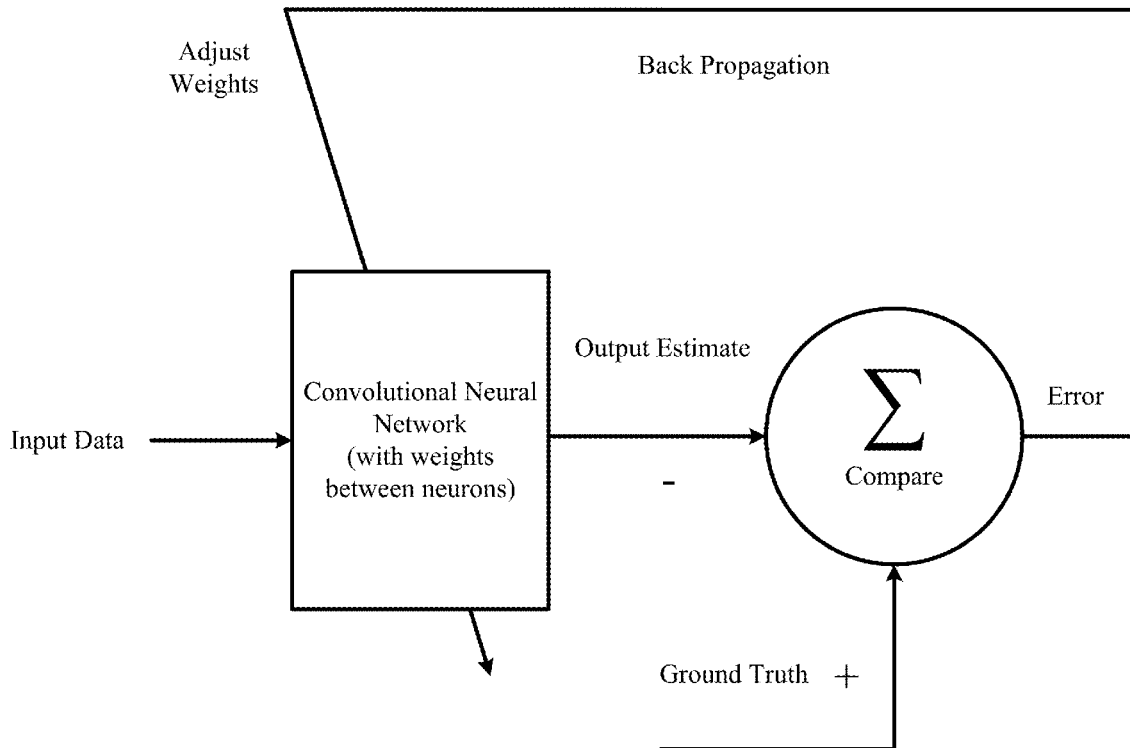 Adjust
Weights
Back Propagation
Input Data
Convolutional Neural
Network
(with weights
between neurons)
Output Estimate
-
Σ
Compare
Error
Ground Truth +